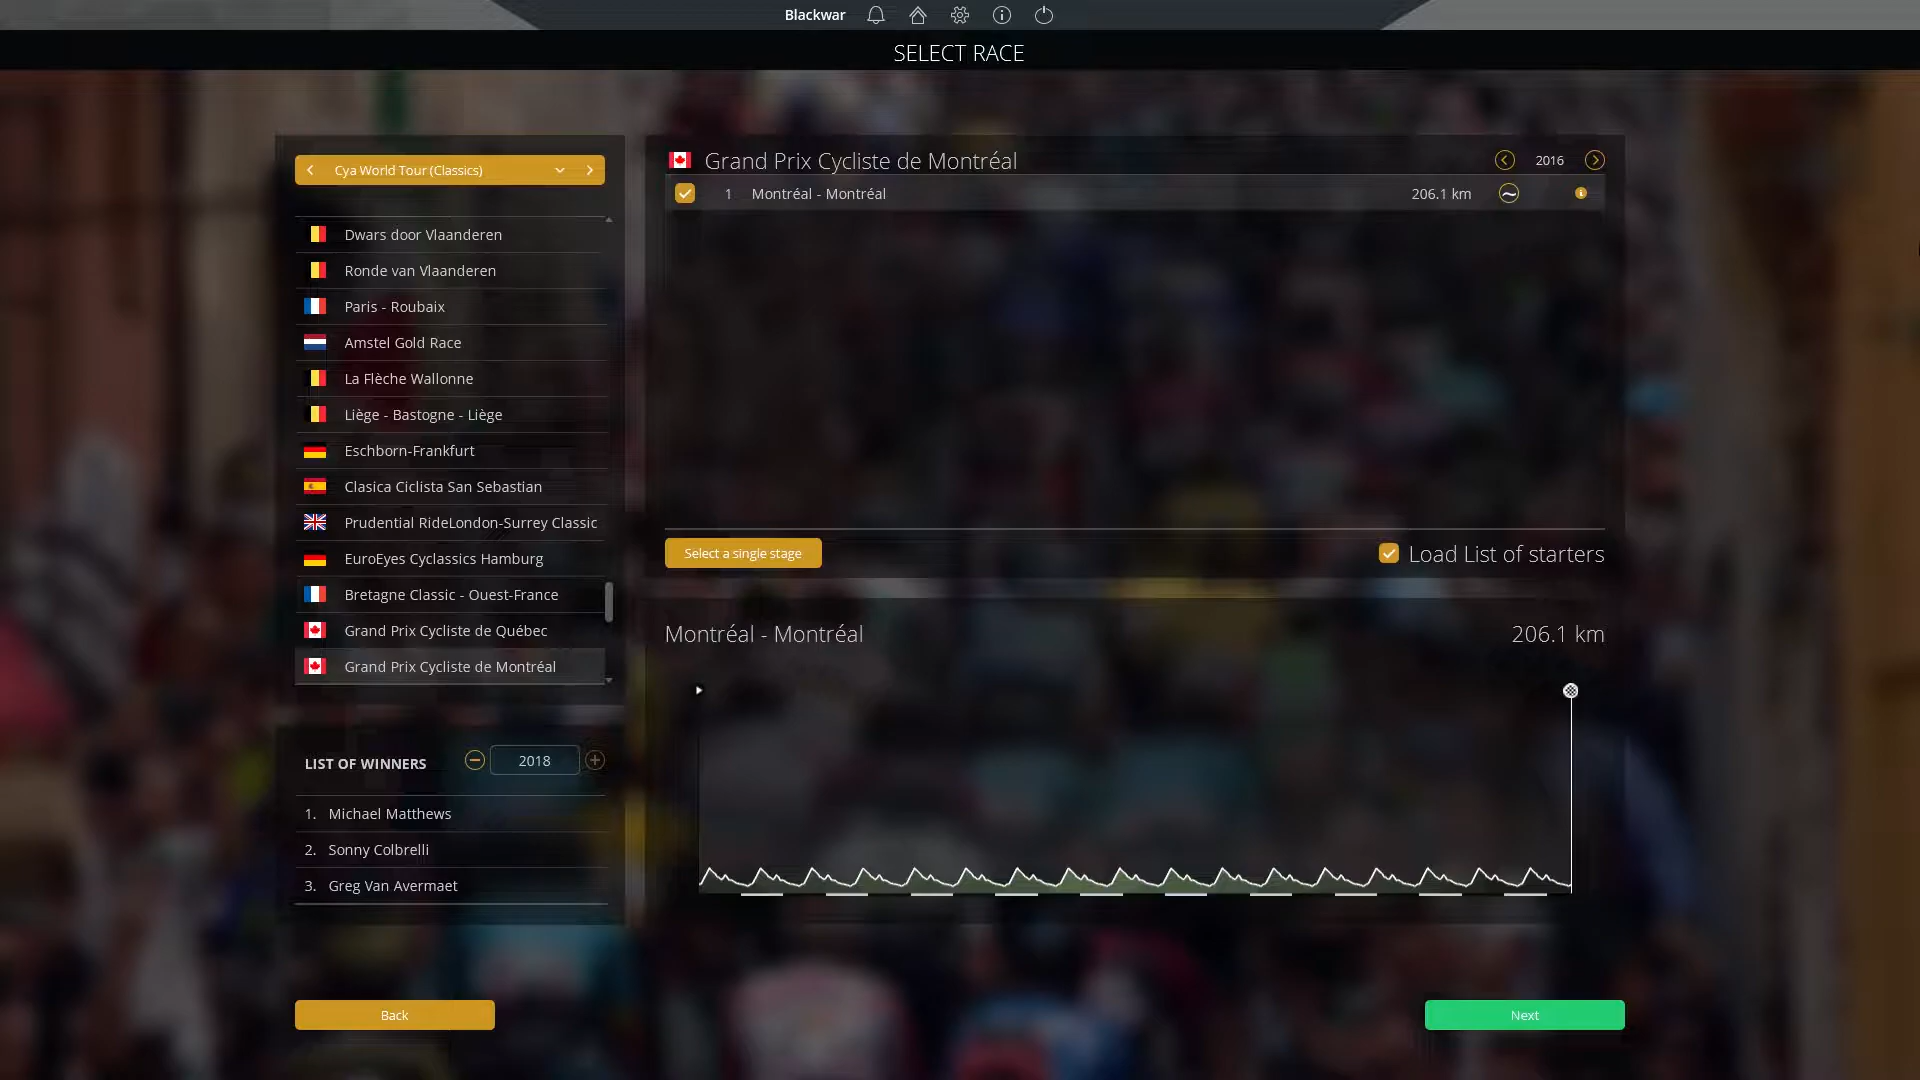 Blackwar
SELECT RACE
Cya World Tour (Classics)
Dwars door Vlaanderen
Ronde van Vlaanderen
Paris - Roubaix
Amstel Gold Race
La Flèche Wallonne
Liège - Bastogne - Liège
Eschborn-Frankfurt
Clasica Ciclista San Sebastian
Prudential RideLondon-Surrey Classic
EuroEyes Cyclassics Hamburg
Bretagne Classic - Ouest-France
Grand Prix Cycliste de Québec
Grand Prix Cycliste de Montréal
LIST OF WINNERS 2018
1. Michael Matthews
2. Sonny Colbrelli
3. Greg Van Avermaet
Back
Grand Prix Cycliste de Montréal 2016
1 Montréal - Montréal 206.1 km
Select a single stage
Load List of starters
Montréal - Montréal 206.1 km
Next